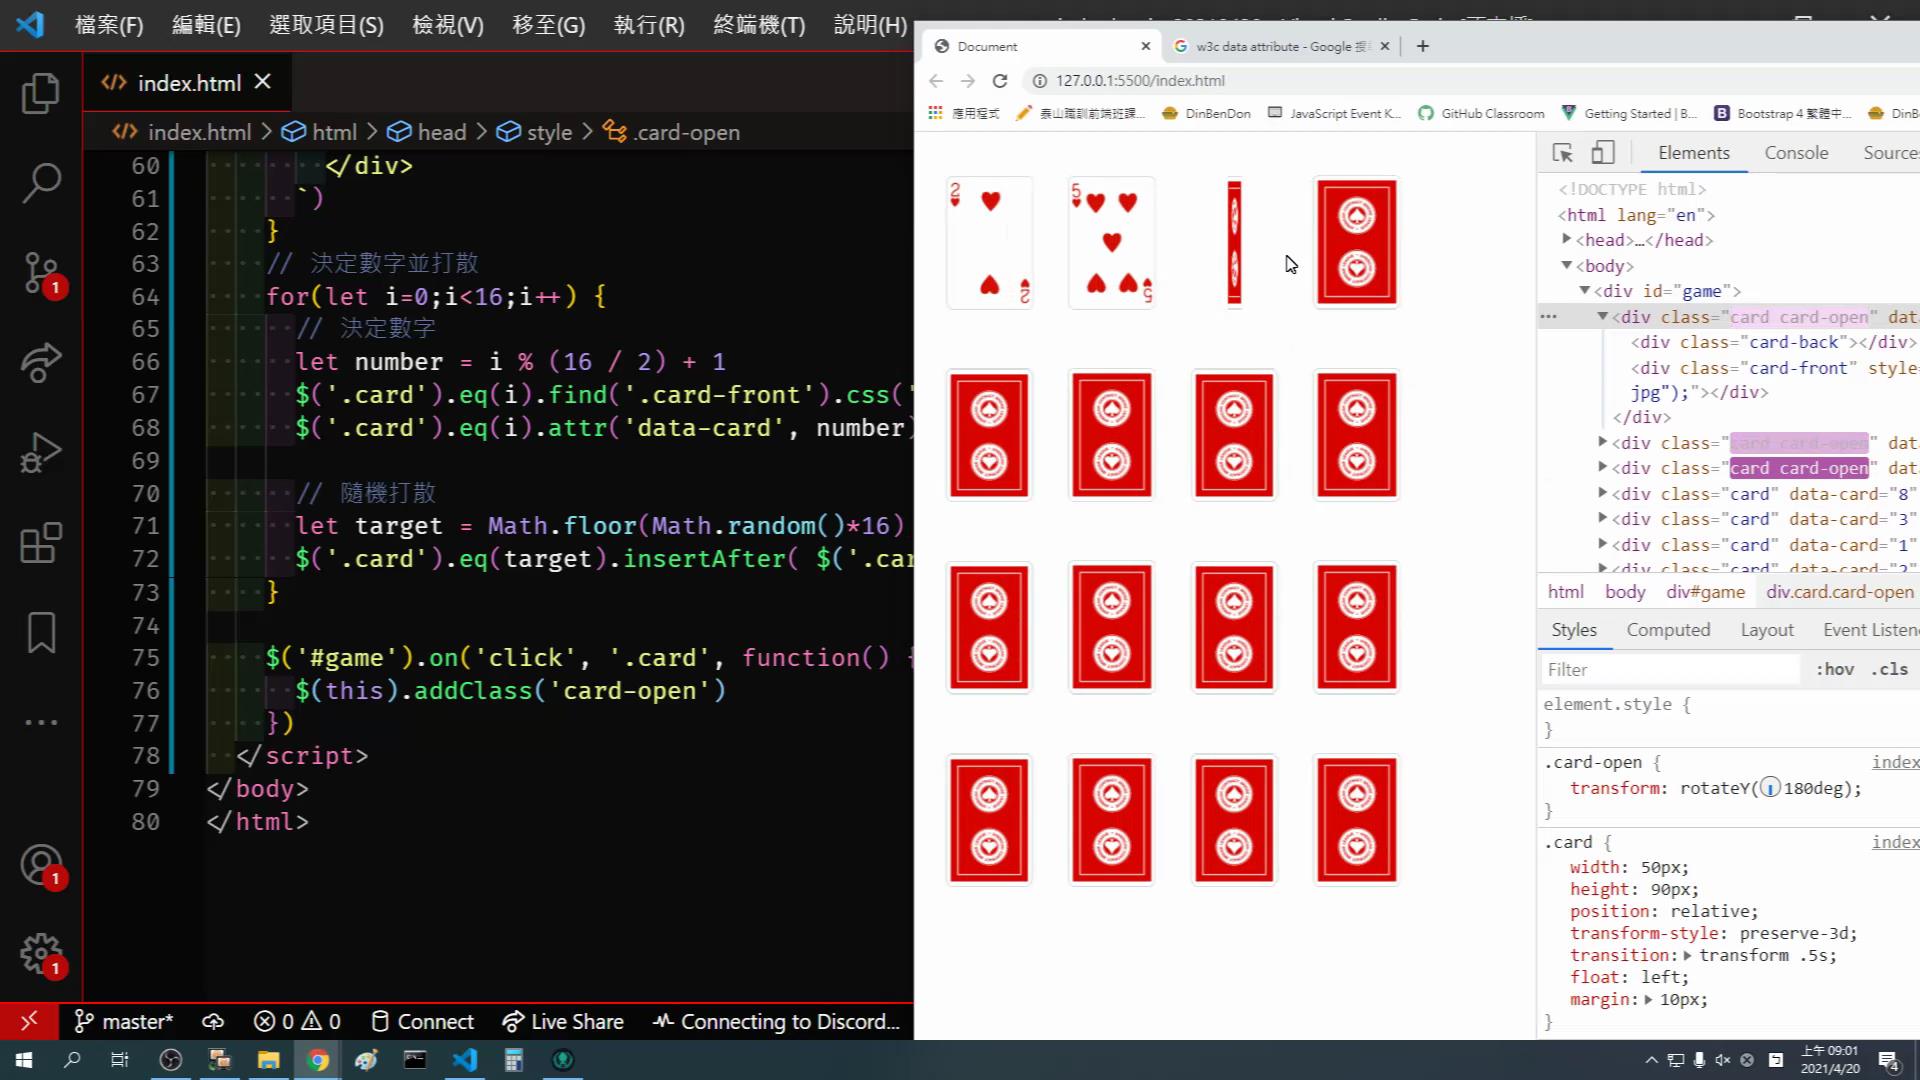 檔案(F) 編輯(E) 選取項目(S) 檢視(V) 移至(G) 執行(R) 終端機(T) 說明(H)
index.html
index.html > html > head > style > .card-open
60 </div>
61 `)
62 }
63 // 決定數字並打散
64 for(let i=0;i<16;i++) {
65 // 決定數字
66 let number = i % (16 / 2) + 1
67 $('.card').eq(i).find('.card-front').css('
68 $('.card').eq(i).attr('data-card', number)
69
70 // 隨機打散
71 let target = Math.floor(Math.random()*16)
72 $('.card').eq(target).insertAfter( $('.car
73 }
74
75 $('#game').on('click', '.card', function() {
76 $(this).addClass('card-open')
77 })
78 </script>
79 </body>
80 </html>
1
1
1
master* 0 0 Connect Live Share Connecting to Discord...
Document
w3c data attribute - Google 搜
127.0.0.1:5500/index.html
應用程式 泰山職訓前端班課... DinBenDon JavaScript Event K... GitHub Classroom Getting Started | B... Bootstrap 4 繁體中... DinB
2 2 5 5
Elements Console Source
<!DOCTYPE html>
<html lang="en">
<head>…</head>
<body>
<div id="game">
<div class="card card-open" dat
<div class="card-back"></div>
<div class="card-front" style=
jpg");"></div>
</div>
<div class="card card-open" dat
<div class="card card-open" dat
<div class="card" data-card="8"
<div class="card" data-card="3"
<div class="card" data-card="1"
<div class="card" data-card="2"
html body div#game div.card.card-open
Styles Computed Layout Event Listen
Filter :hov .cls
element.style {
}
.card-open { index
transform: rotateY(180deg);
}
.card { index
width: 50px;
height: 90px;
position: relative;
transform-style: preserve-3d;
transition: transform .5s;
float: left;
margin: 10px;
}
上午 09:01
2021/4/20
4